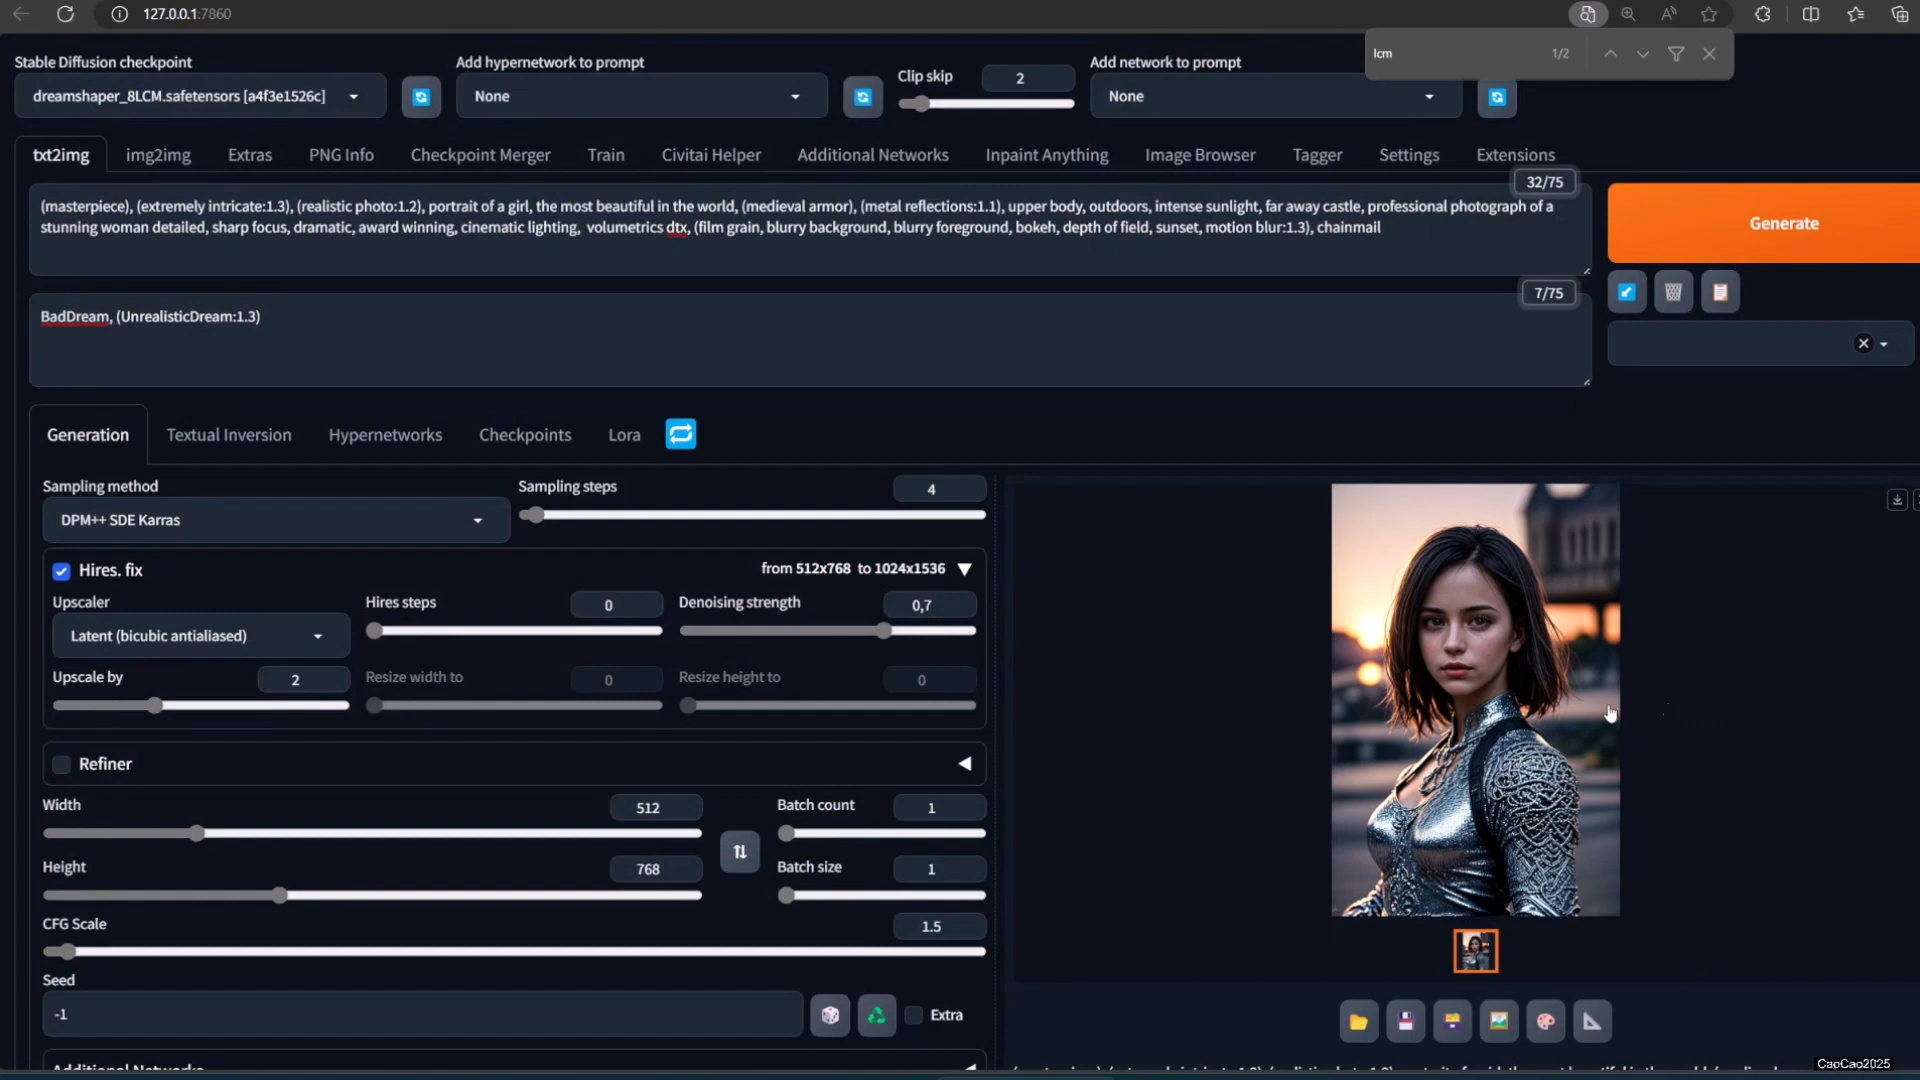 127.0.0.1:7860
lcm
1/2
Stable Diffusion checkpoint
Add hypernetwork to prompt
Clip skip
2
Add network to prompt
dreamshaper_8LCM.safetensors [a4f3e1526c]
None
None
txt2img
img2img
Extras
PNG Info
Checkpoint Merger
Train
Civitai Helper
Additional Networks
Inpaint Anything
Image Browser
Tagger
Settings
Extensions
32/75
(masterpiece), (extremely intricate:1.3), (realistic photo:1.2), portrait of a girl, the most beautiful in the world, (medieval armor), (metal reflections:1.1), upper body, outdoors, intense sunlight, far away castle, professional photograph of a
stunning woman detailed, sharp focus, dramatic, award winning, cinematic lighting, volumetrics dtx, (film grain, blurry background, blurry foreground, bokeh, depth of field, sunset, motion blur:1.3), chainmail
Generate
7/75
BadDream, (UnrealisticDream:1.3)
Generation
Textual Inversion
Hypernetworks
Checkpoints
Lora
Sampling method
Sampling steps
4
DPM++ SDE Karras
Hires. fix
from 512x768 to 1024x1536
Upscaler
Hires steps
0
Denoising strength
0,7
Latent (bicubic antialiased)
Upscale by
2
Resize width to
0
Resize height to
0
Refiner
Width
512
Batch count
1
Height
768
Batch size
1
CFG Scale
1.5
Seed
-1
Extra
Additional Networks
CapCao2025